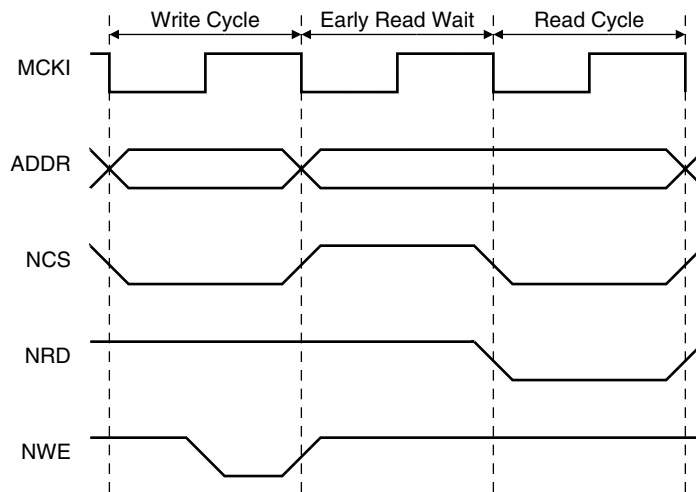 Write Cycle Early Read Wait Read Cycle
MCKI
ADDR
NCS
NRD
NWE